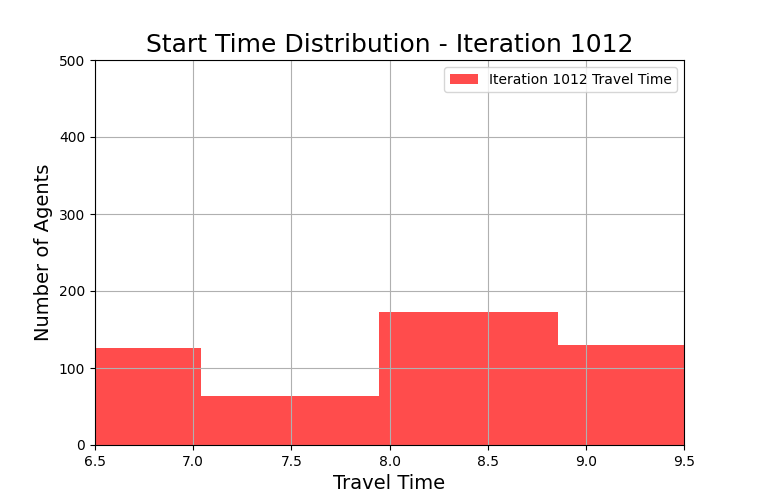 Start Time Distribution - Iteration 1012
Iteration 1012 Travel Time
Number of Agents
500
400
300
200
100
0
6.5 7.0 7.5 8.0 8.5 9.0 9.5
Travel Time